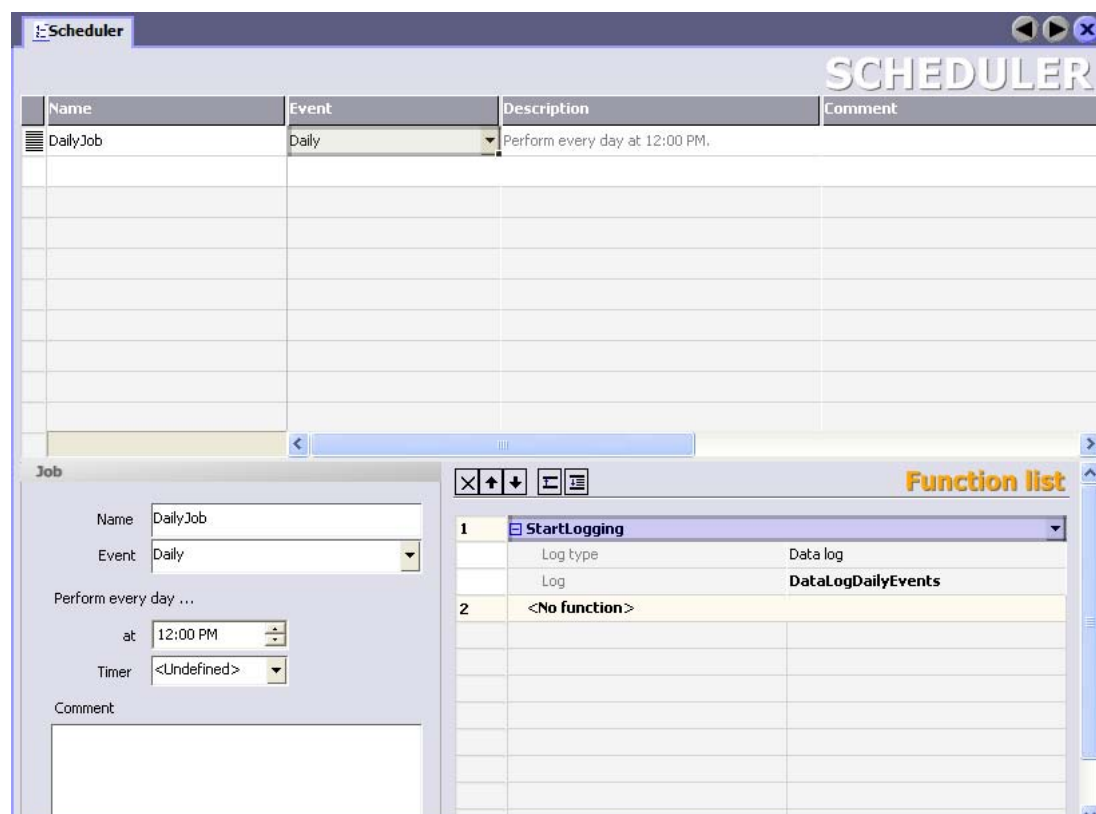 Scheduler
SCHEDULER
Name Event Description Comment
DailyJob Daily Perform every day at 12:00 PM.
Job
Name DailyJob
Event Daily
Perform every day ...
at 12:00 PM
Timer <Undefined>
Comment
Function list
1 StartLogging
Log type Data log
Log DataLogDailyEvents
2 <No function>